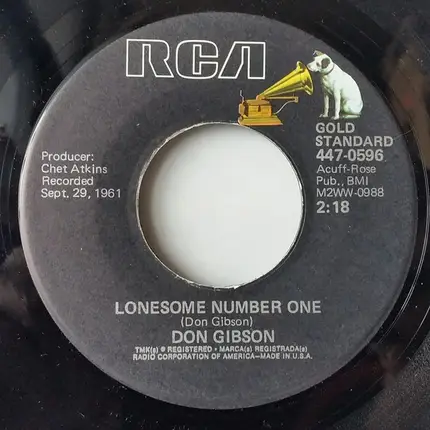 RCA
GOLD
STANDARD
447-0596
Acuff-Rose
Pub., BMI
M2WW-0988
2:18
Producer:
Chet Atkins
Recorded
Sept. 29, 1961
LONESOME NUMBER ONE
(Don Gibson)
DON GIBSON
TMK(s) ® REGISTERED • MARCA(s) REGISTRADA(s)
RADIO CORPORATION OF AMERICA—MADE IN U.S.A.